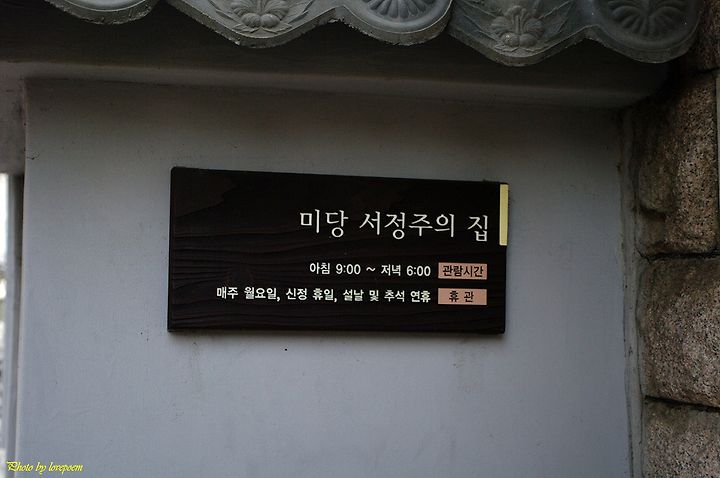 미당 서정주의 집
아침 9:00 ~ 저녁 6:00 관람시간
매주 월요일, 신정 휴일, 설날 및 추석 연휴 휴 관
Photo by lovepoem